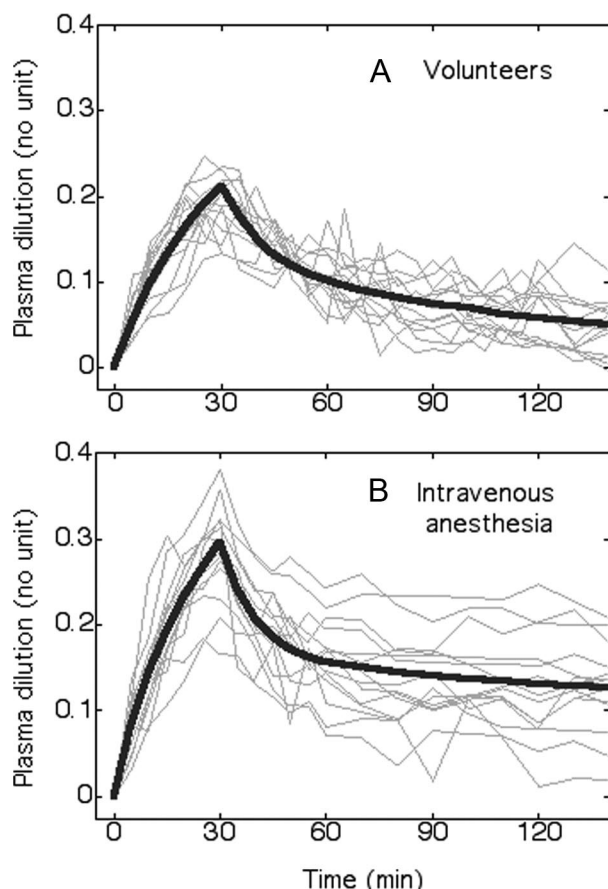 0.4
A Volunteers
0.3
0.2
0.1
0
Plasma dilution (no unit)
0 30 60 90 120
0.4
B Intravenous
anesthesia
0.3
0.2
0.1
0
Plasma dilution (no unit)
0 30 60 90 120
Time (min)